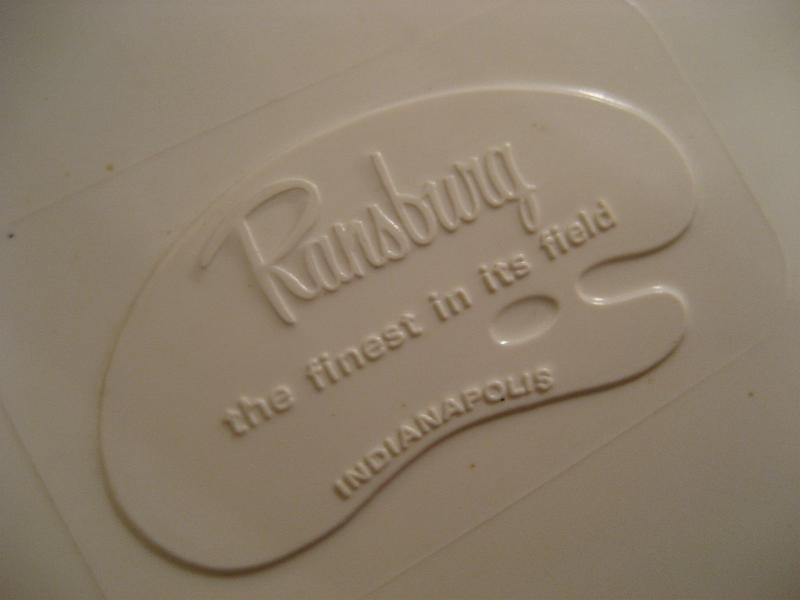 Ransburg
the finest in its field
INDIANAPOLIS